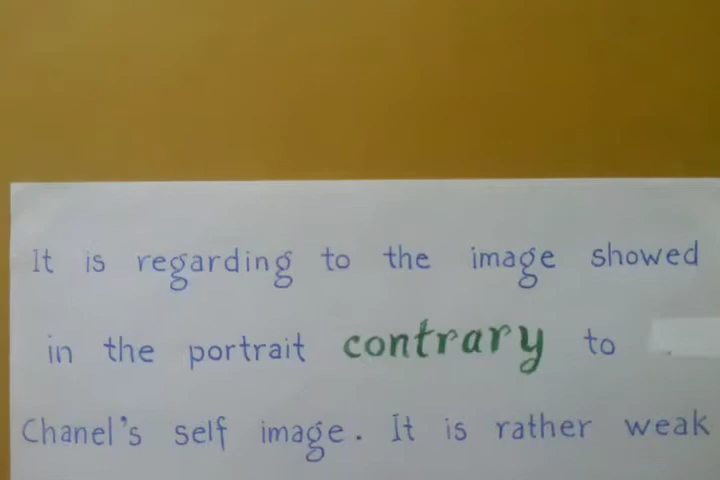 It is regarding to the image showed
in the portrait contrary to
Chanel's self image. It is rather weak